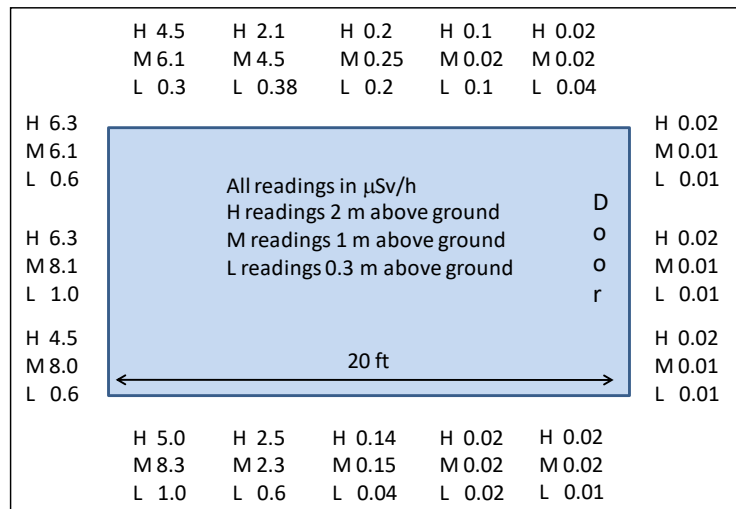 H 4.5 H 2.1 H 0.2 H 0.1 H 0.02
M 6.1 M 4.5 M 0.25 M 0.02 M 0.02
L 0.3 L 0.38 L 0.2 L 0.1 L 0.04
H 6.3 H 0.02
M 6.1 M 0.01
L 0.6 L 0.01
All readings in μSv/h
H readings 2 m above ground
M readings 1 m above ground
L readings 0.3 m above ground
Door
H 6.3 H 0.02
M 8.1 M 0.01
L 1.0 L 0.01
H 4.5 H 0.02
M 8.0 M 0.01
L 0.6 L 0.01
20 ft
H 5.0 H 2.5 H 0.14 H 0.02 H 0.02
M 8.3 M 2.3 M 0.15 M 0.02 M 0.02
L 1.0 L 0.6 L 0.04 L 0.02 L 0.01